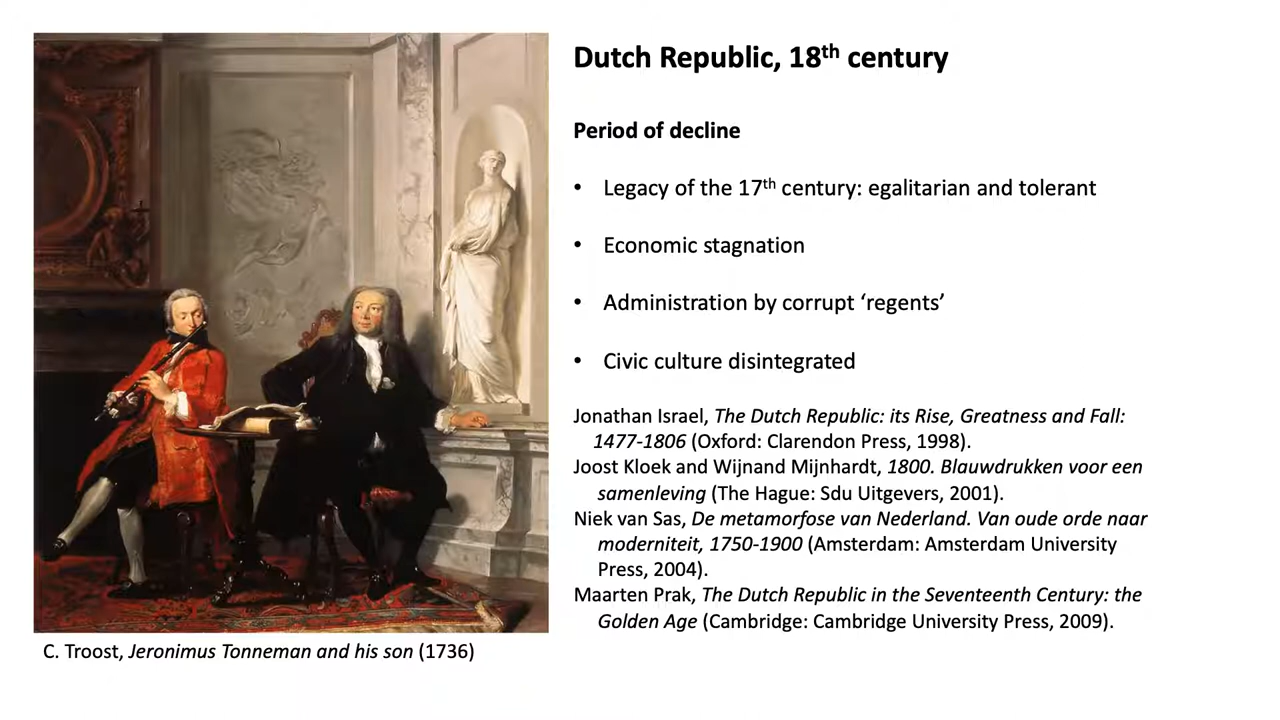 Dutch Republic, 18th century
Period of decline
• Legacy of the 17th century: egalitarian and tolerant
• Economic stagnation
• Administration by corrupt ‘regents’
• Civic culture disintegrated
Jonathan Israel, The Dutch Republic: its Rise, Greatness and Fall:
1477-1806 (Oxford: Clarendon Press, 1998).
Joost Kloek and Wijnand Mijnhardt, 1800. Blauwdrukken voor een
samenleving (The Hague: Sdu Uitgevers, 2001).
Niek van Sas, De metamorfose van Nederland. Van oude orde naar
moderniteit, 1750-1900 (Amsterdam: Amsterdam University
Press, 2004).
Maarten Prak, The Dutch Republic in the Seventeenth Century: the
Golden Age (Cambridge: Cambridge University Press, 2009).
C. Troost, Jeronimus Tonneman and his son (1736)